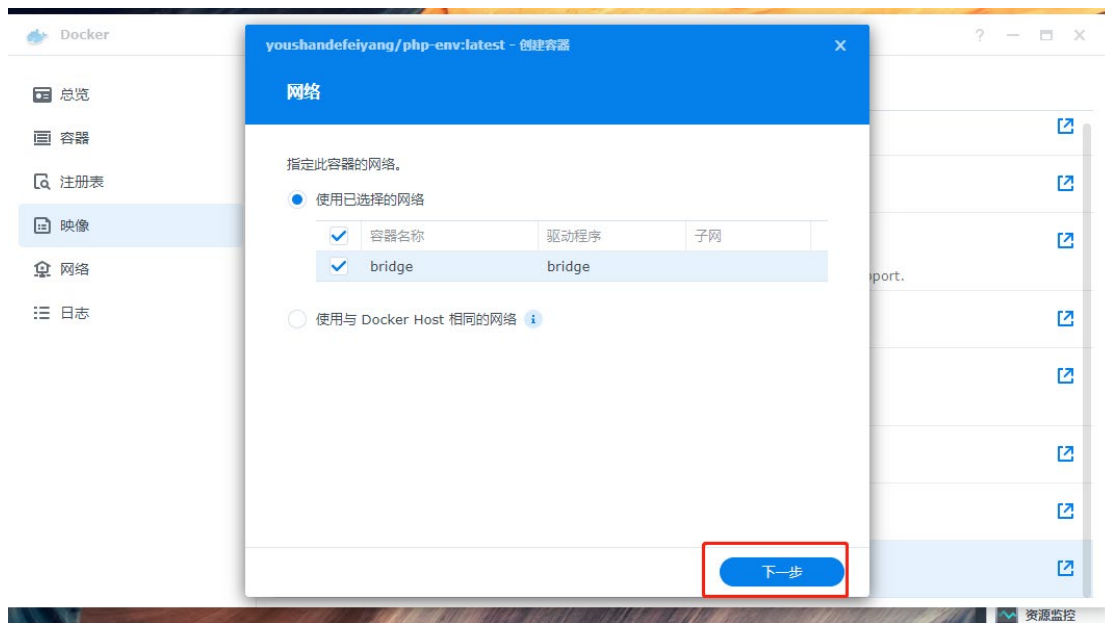 Docker
总览
容器
注册表
映像
网络
日志
youshandefeiyang/php-env:latest - 创建容器
网络
指定此容器的网络。
使用已选择的网络
容器名称 驱动程序 子网
bridge bridge
使用与 Docker Host 相同的网络
port.
下一步
资源监控